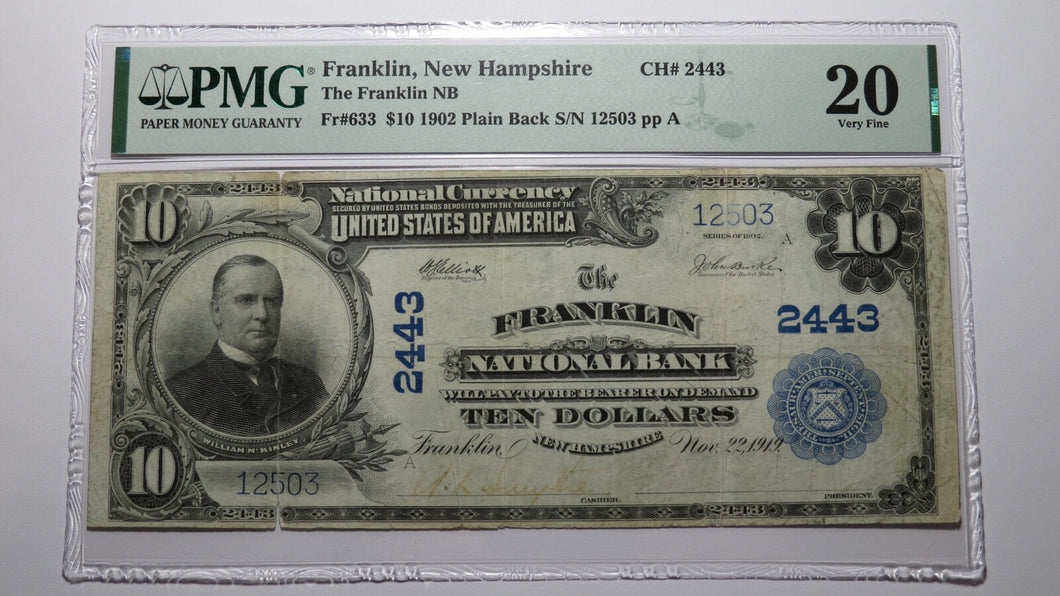 PMG®
PAPER MONEY GUARANTY
Franklin, New Hampshire CH# 2443
The Franklin NB
Fr#633 $10 1902 Plain Back S/N 12503 pp A
20
Very Fine
2443 2443
10 10
National Currency
SECURED BY UNITED STATES BONDS DEPOSITED WITH THE TREASURER OF THE
UNITED STATES OF AMERICA
12503
SERIES OF 1902. A
The
FRANKLIN
2443 2443
NATIONAL BANK
WILL PAY TO THE BEARER ON DEMAND
TEN DOLLARS
WILLIAM McKINLEY
NEW HAMPSHIRE
Franklin, Nov. 22, 1919.
A
10
12503
CASHIER. PRESIDENT.
2443 2443